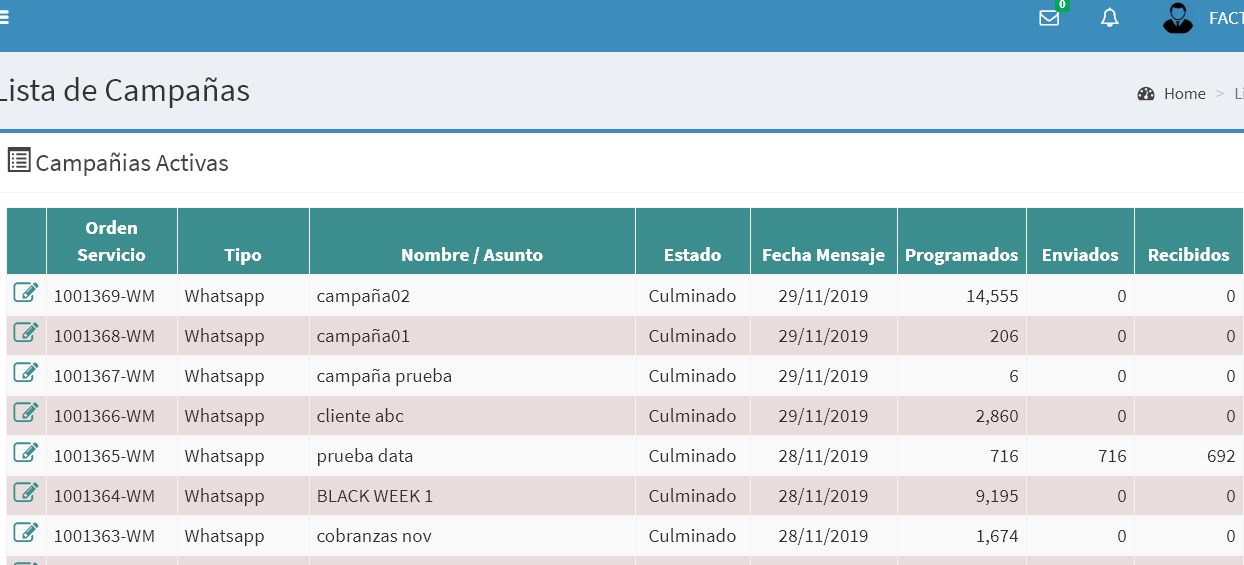 0
FACT
Lista de Campañas
Home > Li
Campañias Activas
Orden Servicio Tipo Nombre / Asunto Estado Fecha Mensaje Programados Enviados Recibidos
1001369-WM Whatsapp campaña02 Culminado 29/11/2019 14,555 0 0
1001368-WM Whatsapp campaña01 Culminado 29/11/2019 206 0 0
1001367-WM Whatsapp campaña prueba Culminado 29/11/2019 6 0 0
1001366-WM Whatsapp cliente abc Culminado 29/11/2019 2,860 0 0
1001365-WM Whatsapp prueba data Culminado 28/11/2019 716 716 692
1001364-WM Whatsapp BLACK WEEK 1 Culminado 28/11/2019 9,195 0 0
1001363-WM Whatsapp cobranzas nov Culminado 28/11/2019 1,674 0 0